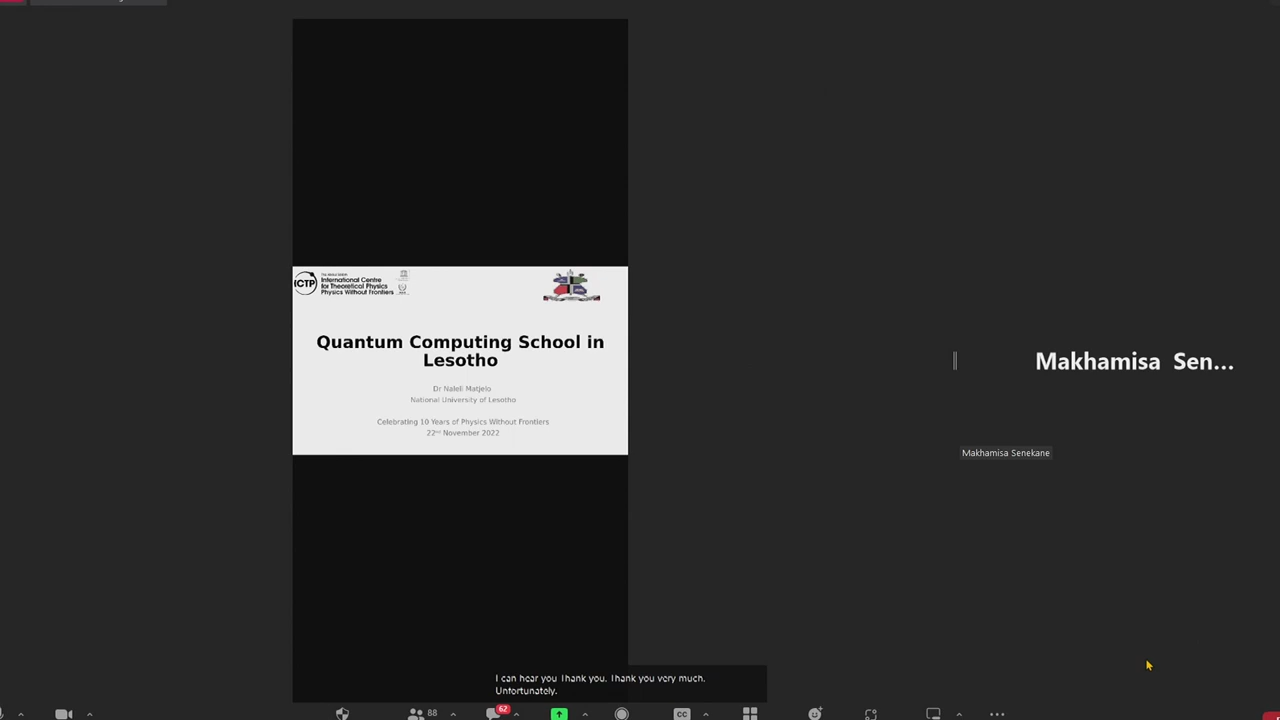 ICTP
International Centre
for Theoretical Physics
Physics Without Frontiers
Quantum Computing School in
Lesotho
Dr Naleli Matjelo
National University of Lesotho
Celebrating 10 Years of Physics Without Frontiers
22nd November 2022
Makhamisa Sen...
Makhamisa Senekane
I can hear you Thank you. Thank you very much.
Unfortunately.
88
62
CC